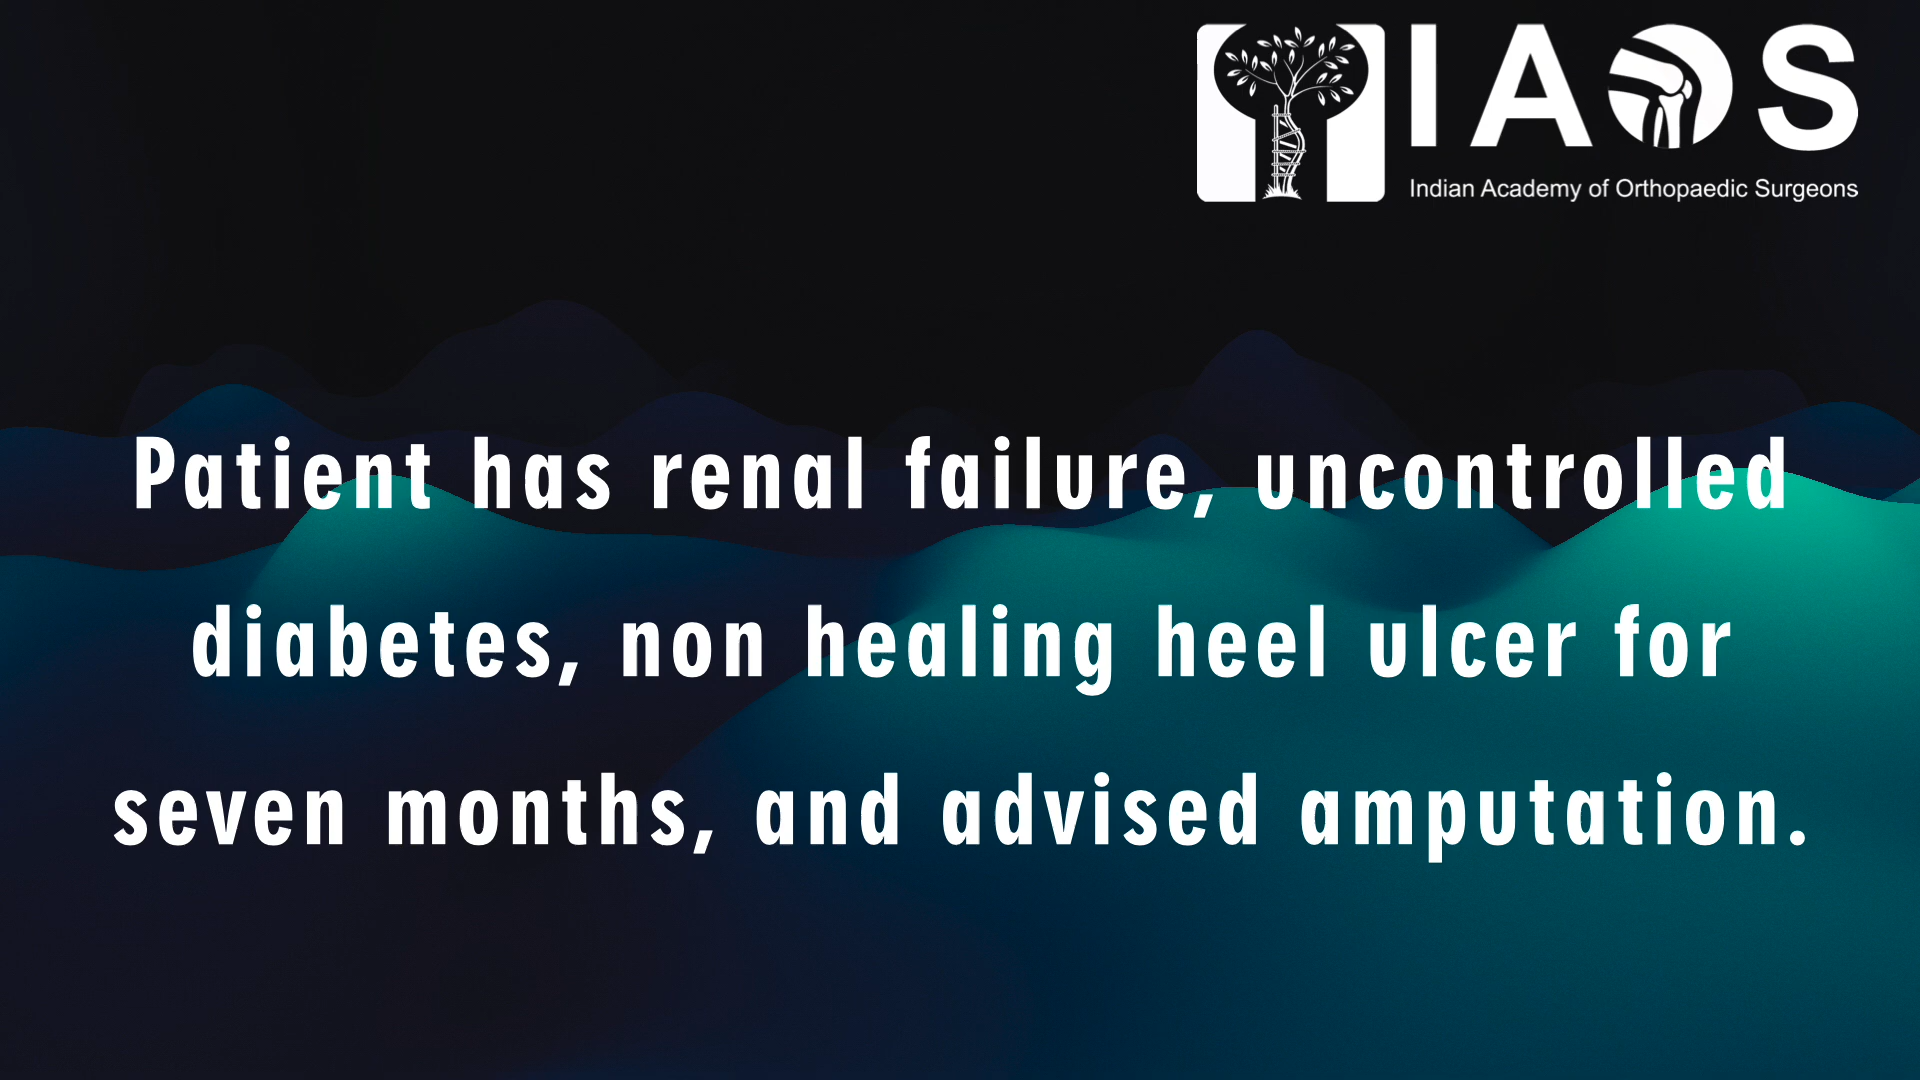 IAOS
Indian Academy of Orthopaedic Surgeons
Patient has renal failure, uncontrolled
diabetes, non healing heel ulcer for
seven months, and advised amputation.